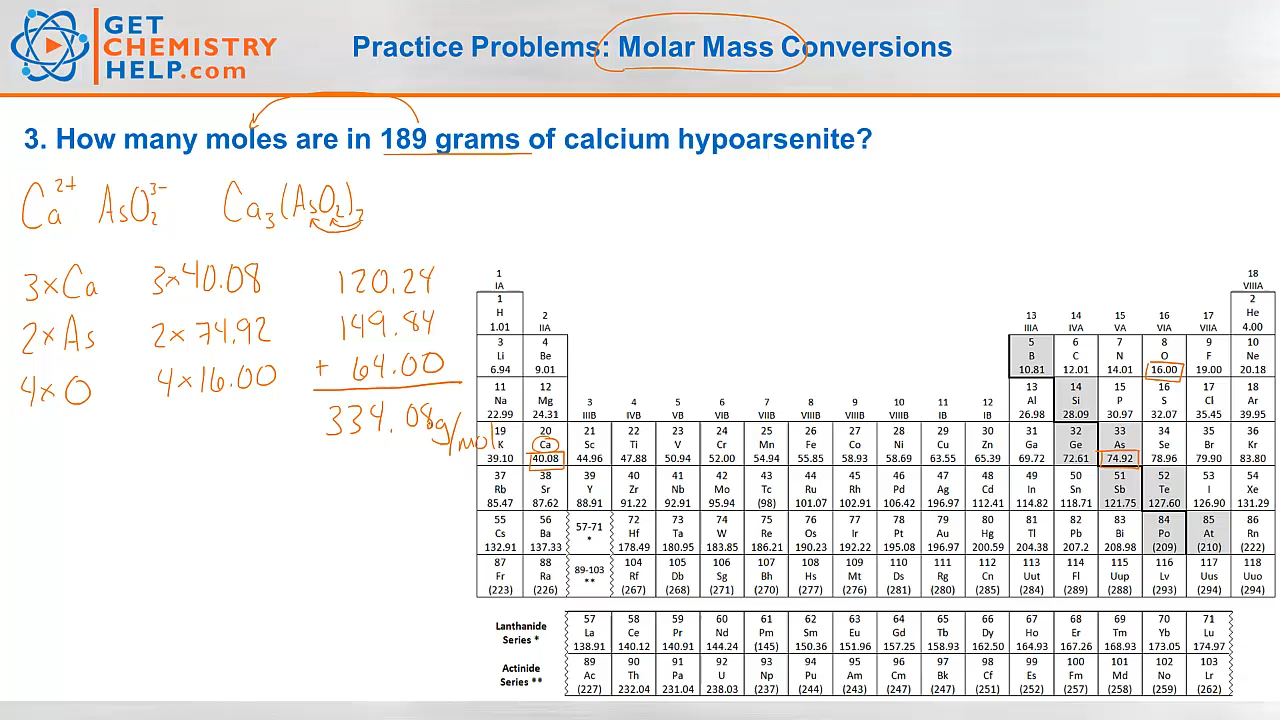 GET
CHEMISTRY
HELP.com
Practice Problems: Molar Mass Conversions
3. How many moles are in 189 grams of calcium hypoarsenite?
Ca 2+ AsO2 3- Ca3(AsO2)2
3×Ca 3×40.08 120.24
2×As 2×74.92 149.84
4×O 4×16.00 + 64.00
334.08g/mol
1 18
IA VIIIA
1 2
H 2 13 14 15 16 17 He
1.01 IIA IIIA IVA VA VIA VIIA 4.00
3 4 5 6 7 8 9 10
Li Be B C N O F Ne
6.94 9.01 10.81 12.01 14.01 16.00 19.00 20.18
11 12 13 14 15 16 17 18
Na Mg 3 4 5 6 7 8 9 10 11 12 Al Si P S Cl Ar
22.99 24.31 IIIB IVB VB VIB VIIB VIIIB VIIIB VIIIB IB IB 26.98 28.09 30.97 32.07 35.45 39.95
19 20 21 22 23 24 25 26 27 28 29 30 31 32 33 34 35 36
K Ca Sc Ti V Cr Mn Fe Co Ni Cu Zn Ga Ge As Se Br Kr
39.10 40.08 44.96 47.88 50.94 52.00 54.94 55.85 58.93 58.69 63.55 65.39 69.72 72.61 74.92 78.96 79.90 83.80
37 38 39 40 41 42 43 44 45 46 47 48 49 50 51 52 53 54
Rb Sr Y Zr Nb Mo Tc Ru Rh Pd Ag Cd In Sn Sb Te I Xe
85.47 87.62 88.91 91.22 92.91 95.94 (98) 101.07 102.91 106.42 196.97 112.41 114.82 118.71 121.75 127.60 126.90 131.29
55 56 57-71 72 73 74 75 76 77 78 79 80 81 82 83 84 85 86
Cs Ba * Hf Ta W Re Os Ir Pt Au Hg Tl Pb Bi Po At Rn
132.91 137.33 178.49 180.95 183.85 186.21 190.23 192.22 195.08 196.97 200.59 204.38 207.2 208.98 (209) (210) (222)
87 88 89-103 104 105 106 107 108 109 110 111 112 113 114 115 116 117 118
Fr Ra ** Rf Db Sg Bh Hs Mt Ds Rg Cn Uut Fl Uup Lv Uus Uuo
(223) (226) (267) (268) (271) (270) (277) (276) (281) (280) (285) (284) (289) (288) (293) (294) (294)
57 58 59 60 61 62 63 64 65 66 67 68 69 70 71
Lanthanide La Ce Pr Nd Pm Sm Eu Gd Tb Dy Ho Er Tm Yb Lu
Series * 138.91 140.12 140.91 144.24 (145) 150.36 151.96 157.25 158.93 162.50 164.93 167.26 168.93 173.05 174.97
89 90 91 92 93 94 95 96 97 98 99 100 101 102 103
Actinide Ac Th Pa U Np Pu Am Cm Bk Cf Es Fm Md No Lr
Series ** (227) 232.04 231.04 238.03 (237) (244) (243) (247) (247) (251) (252) (257) (258) (259) (262)